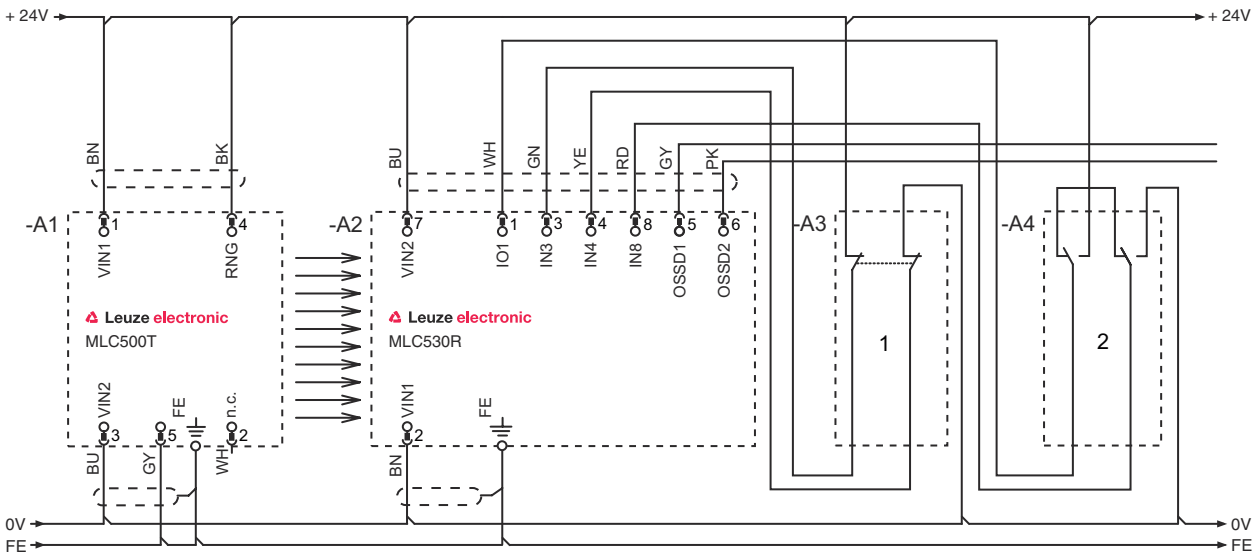 + 24V
+ 24V
BN
BK
BU
WH
GN
YE
RD
GY
PK
-A1
1
4
VIN1
RNG
Leuze electronic
MLC500T
VIN2
FE
n.c.
3
5
2
BU
GY
WH
-A2
7
1
3
4
8
5
6
VIN2
IO1
IN3
IN4
IN8
OSSD1
OSSD2
Leuze electronic
MLC530R
VIN1
FE
2
BN
-A3
1
-A4
2
0V
0V
FE
FE